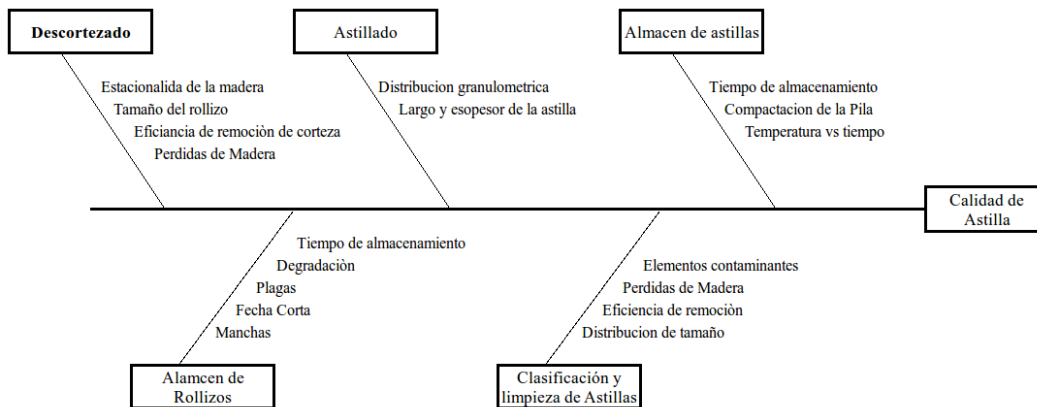 Descortezado
Astillado
Almacen de astillas
Estacionalida de la madera
Tamaño del rollizo
Eficiancia de remociòn de corteza
Perdidas de Madera
Distribucion granulometrica
Largo y esopesor de la astilla
Tiempo de almacenamiento
Compactacion de la Pila
Temperatura vs tiempo
Calidad de
Astilla
Tiempo de almacenamiento
Degradaciòn
Plagas
Fecha Corta
Manchas
Elementos contaminantes
Perdidas de Madera
Eficiencia de remociòn
Distribucion de tamaño
Alamcen de
Rollizos
Clasificación y
limpieza de Astillas